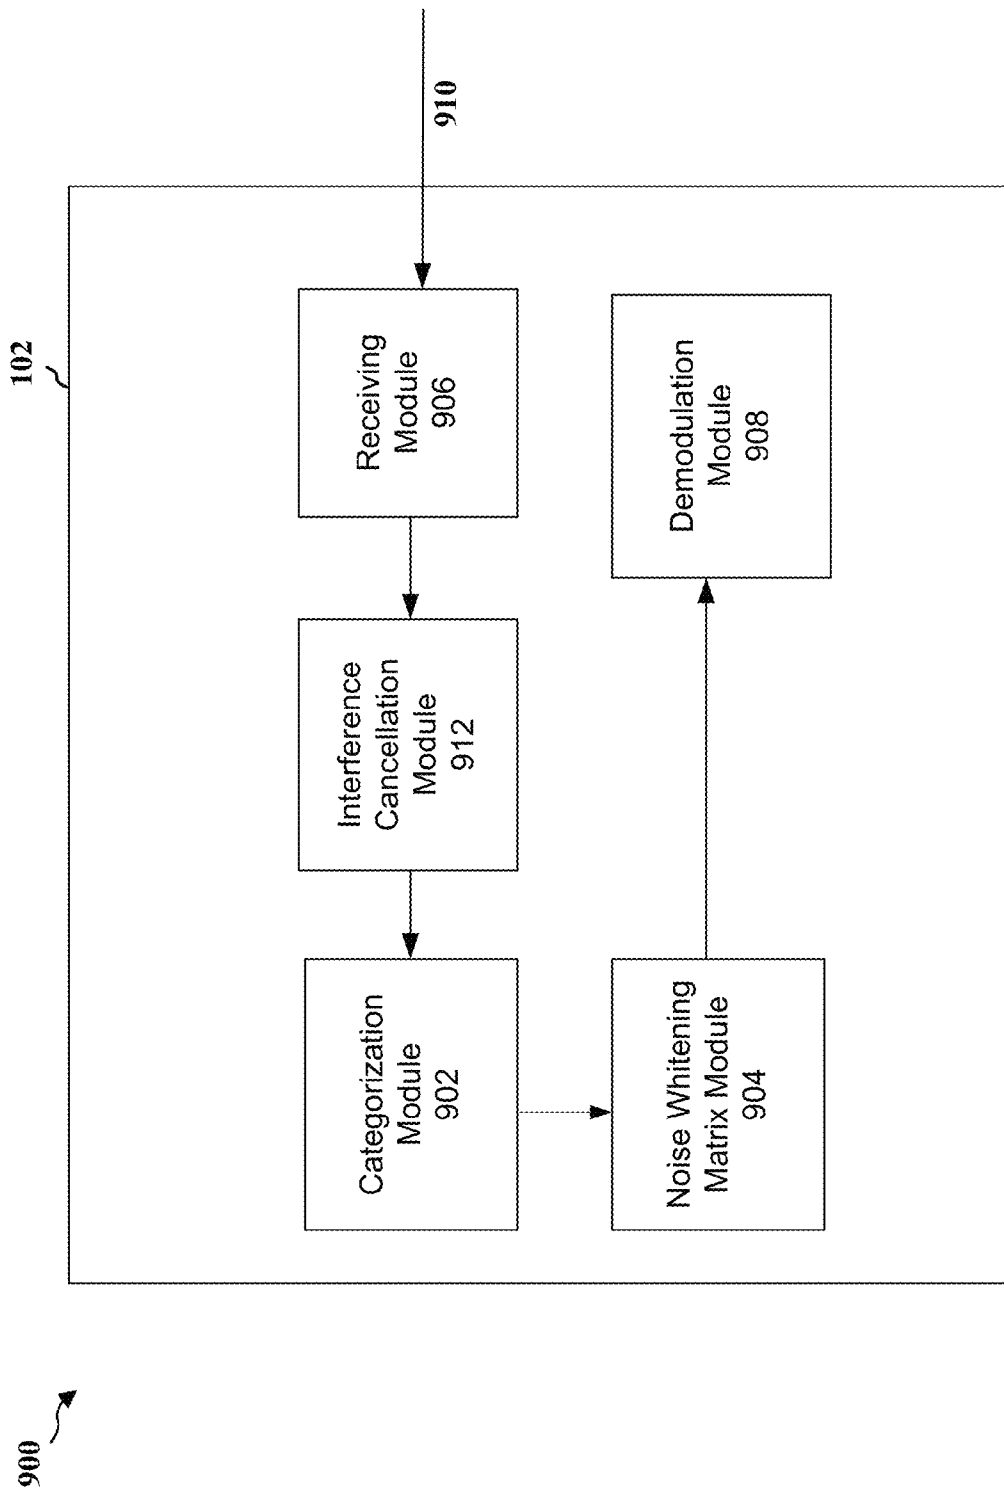 900
102
Categorization
Module
902
Interference
Cancellation
Module
912
Receiving
Module
906
910
Noise Whitening
Matrix Module
904
Demodulation
Module
908